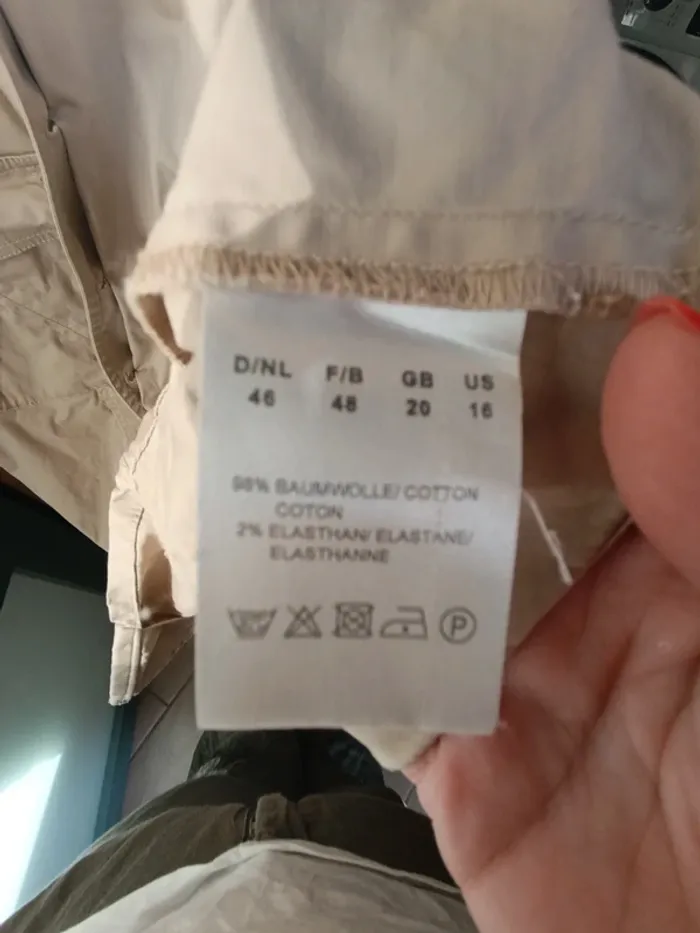 D/NL F/B GB US
46 48 20 16
98% BAUMWOLLE/ COTTON
COTON
2% ELASTHAN/ ELASTANE/
ELASTHANNE
P